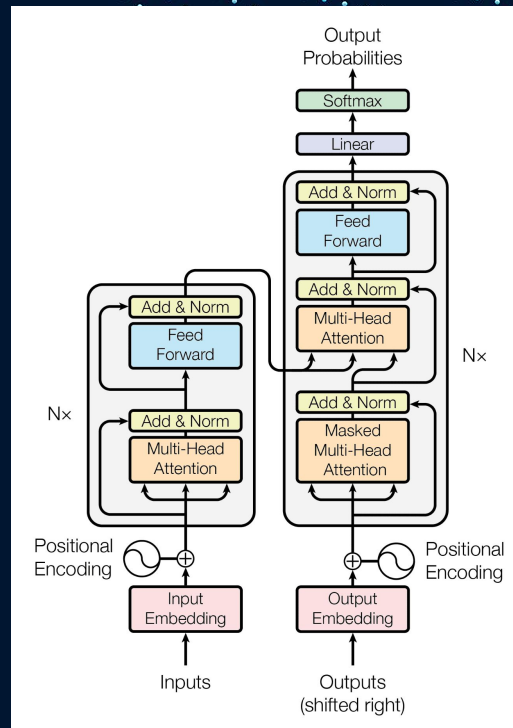 Output
Probabilities
Softmax
Linear
Add & Norm
Feed
Forward
Add & Norm
Multi-Head
Attention
Nx
Add & Norm
Masked
Multi-Head
Attention
Positional
Encoding
Output
Embedding
Outputs
(shifted right)
Add & Norm
Feed
Forward
Nx
Add & Norm
Multi-Head
Attention
Positional
Encoding
Input
Embedding
Inputs